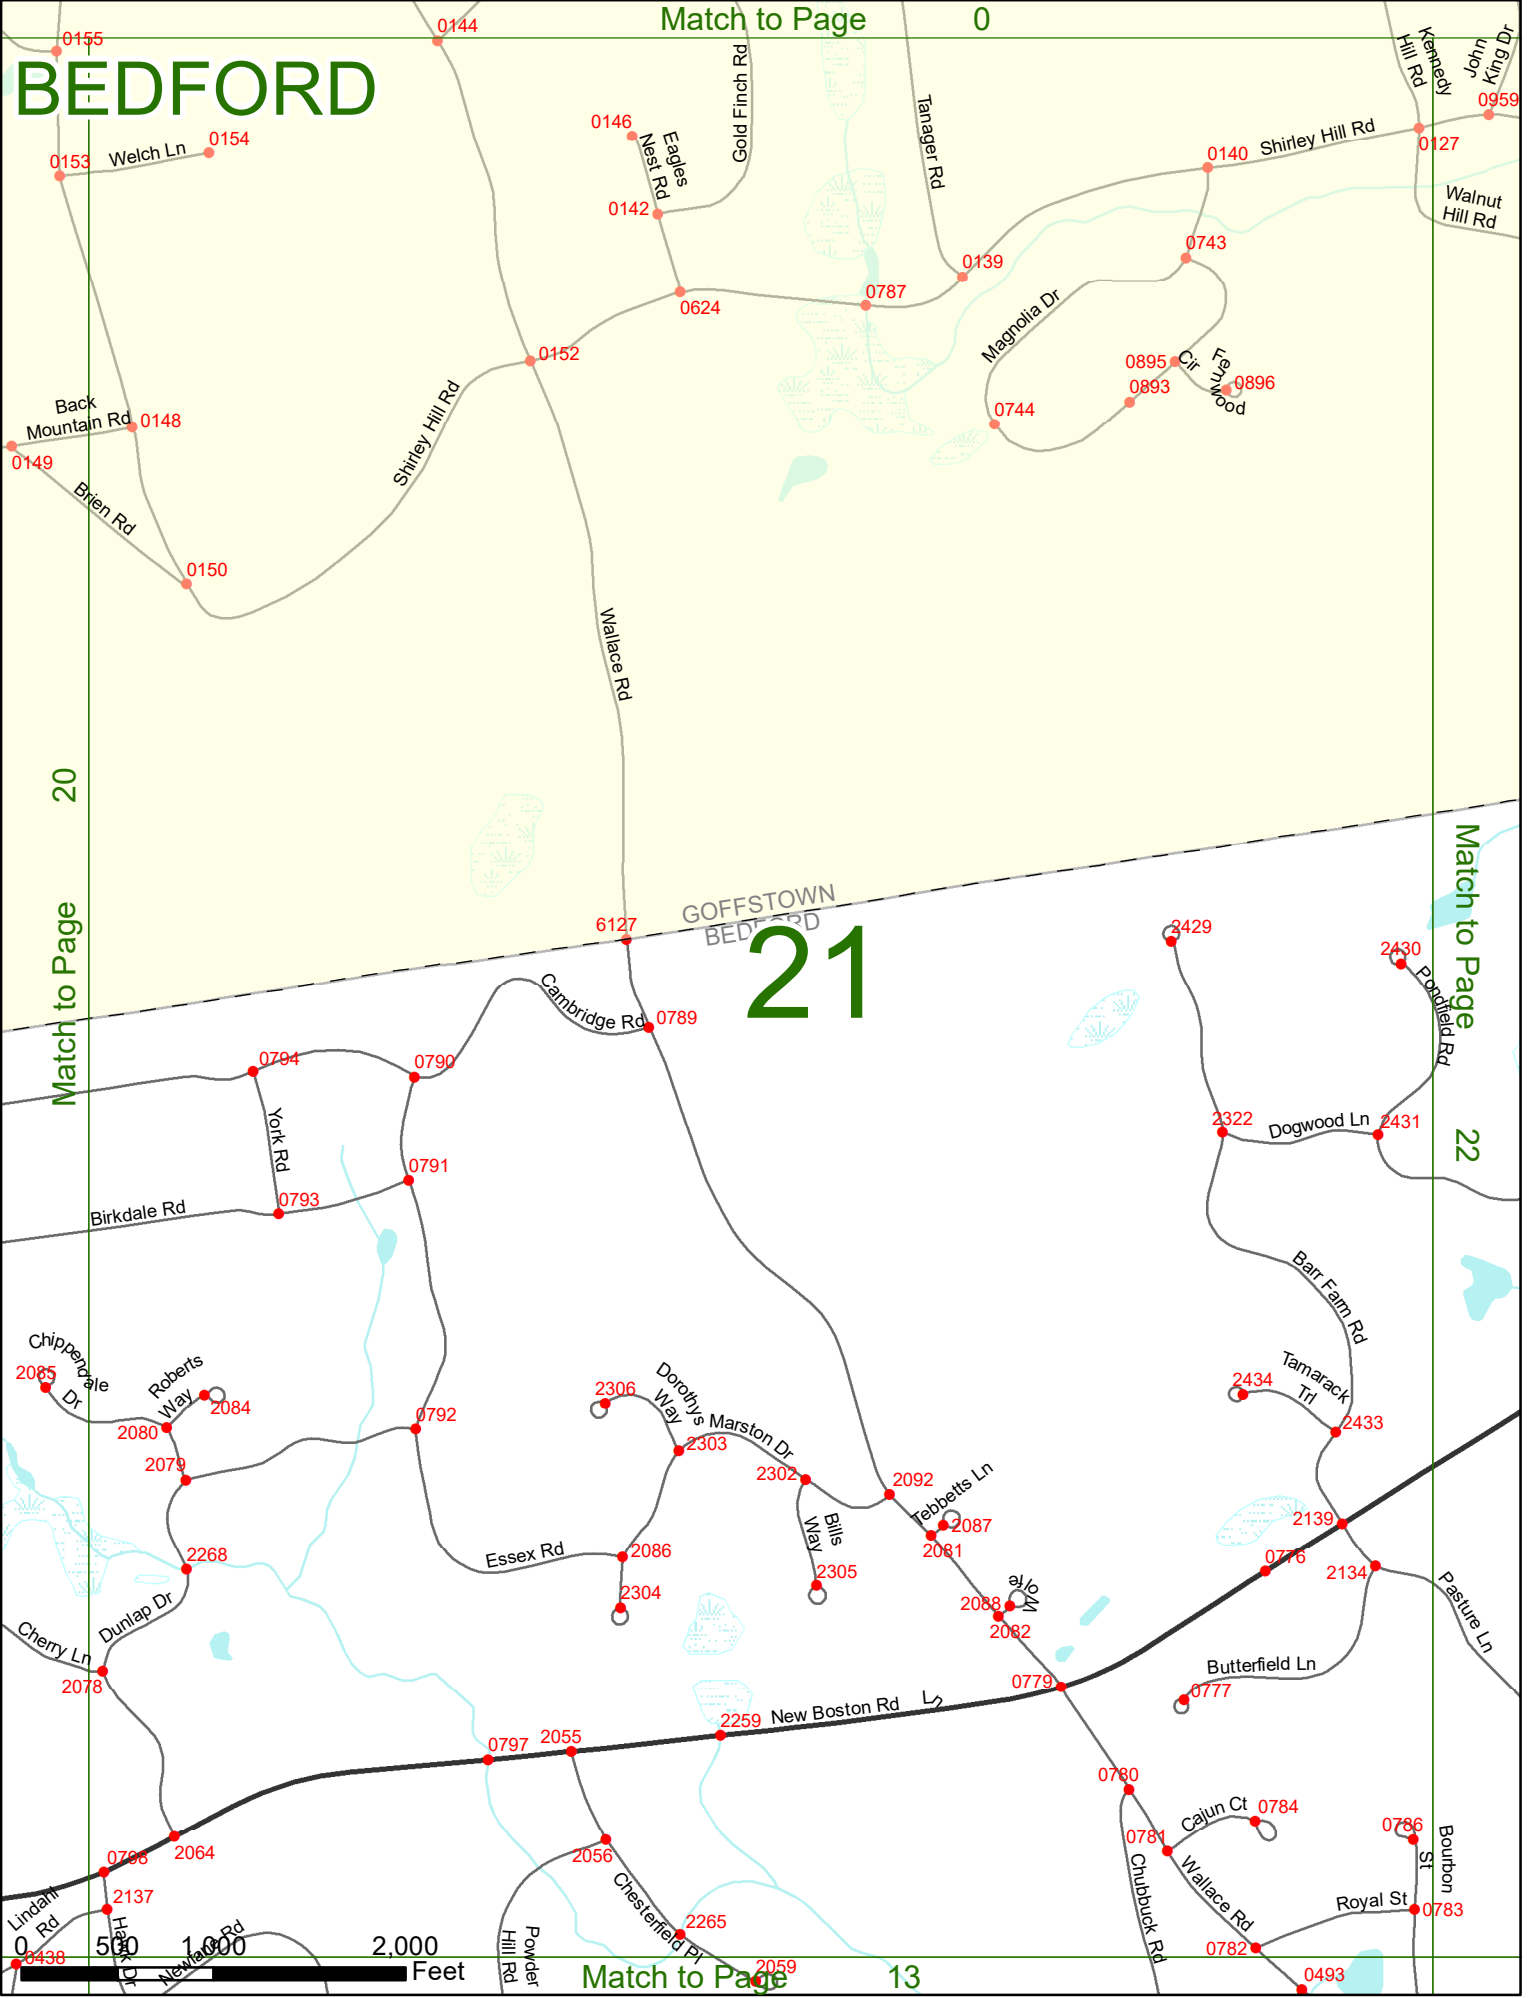 Match to Page 0
0155
0144
BEDFORD
Gold Finch Rd
Tanager Rd
Kennedy
Hill Rd
John
King Dr
0959
0146
Eagles
Nest Rd
0154
Welch Ln
0153
0140
Shirley Hill Rd
0127
0142
Walnut
Hill Rd
0743
0139
0787
0624
Magnolia Dr
0152
0895
Cir
Fernwood
0896
0893
Back
Mountain Rd
0148
0149
0744
Shirley Hill Rd
Brien Rd
0150
Wallace Rd
20
Match to Page
Match to Page
22
GOFFSTOWN
BEDFORD
21
6127
2429
2430
Pondfield Rd
Cambridge Rd
0789
0794
0790
York Rd
2322
Dogwood Ln
2431
0791
0793
Birkdale Rd
Barr Farm Rd
Chippendale
Dr
2085
Roberts
Way
2084
2080
2079
0792
2306
Dorothys
Way
Marston Dr
2303
2302
2434
Tamarack
Trl
2433
2092
Tebbetts Ln
2087
2081
Bills
Way
2139
2268
Essex Rd
2086
2305
2304
0776
2134
Pasture Ln
Wolfe
2088
2082
Dunlap Dr
Cherry Ln
2078
Butterfield Ln
0779
0777
New Boston Rd
Ln
2259
2055
0797
0780
Cajun Ct
0784
0781
0786
Bourbon
St
2064
0798
2056
Chubbuck Rd
Wallace Rd
2137
Lindahl
Rd
Hawk Dr
Newlane Rd
Chesterfield Pl
2265
Royal St
0783
0782
Powder
Hill Rd
0438
0 500 1,000 2,000
Feet
Match to Page 13
2059
0493